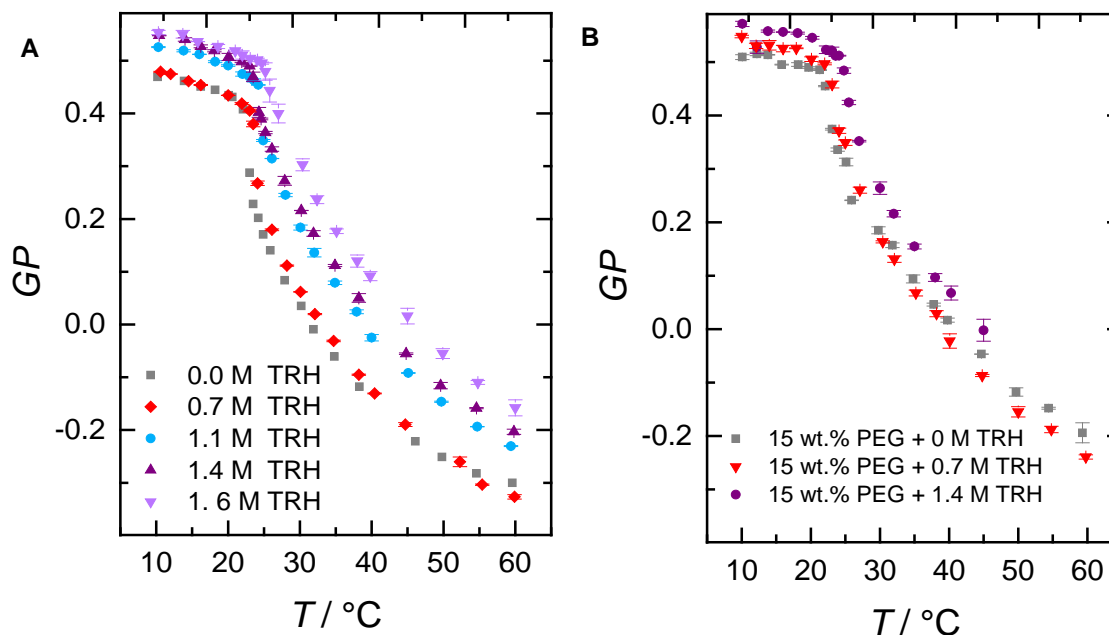 A
GP
0.4
0.2
0.0
-0.2
0.0 M TRH
0.7 M TRH
1.1 M TRH
1.4 M TRH
1. 6 M TRH
10 20 30 40 50 60
T / °C
B
GP
0.4
0.2
0.0
-0.2
15 wt.% PEG + 0 M TRH
15 wt.% PEG + 0.7 M TRH
15 wt.% PEG + 1.4 M TRH
10 20 30 40 50 60
T / °C